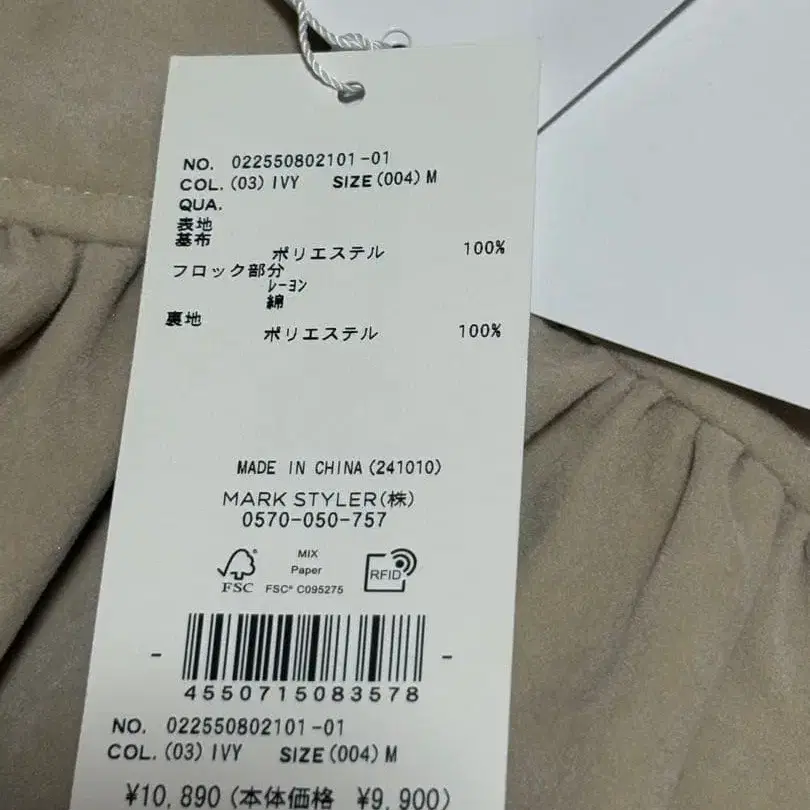 NO. 022550802101-01
COL.(03)IVY SIZE(004)M
QUA.
表地
基布
ポリエステル 100%
フロック部分
レーヨン
綿
裏地
ポリエステル 100%
MADE IN CHINA(241010)
MARK STYLER(株)
0570-050-757
FSC
MIX
Paper
FSC® C095275
RFID
4550715083578
NO. 022550802101-01
COL.(03)IVY SIZE(004)M
¥10,890(本体価格 ¥9,900)